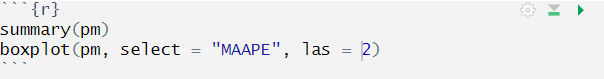 ```{r}
summary(pm)
boxplot(pm, select = "MAAPE", las = 2)
```